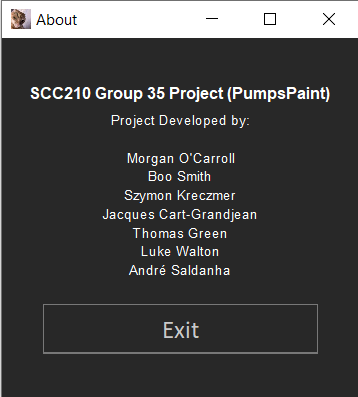 About
SCC210 Group 35 Project (PumpsPaint)
Project Developed by:
Morgan O'Carroll
Boo Smith
Szymon Kreczmer
Jacques Cart-Grandjean
Thomas Green
Luke Walton
André Saldanha
Exit